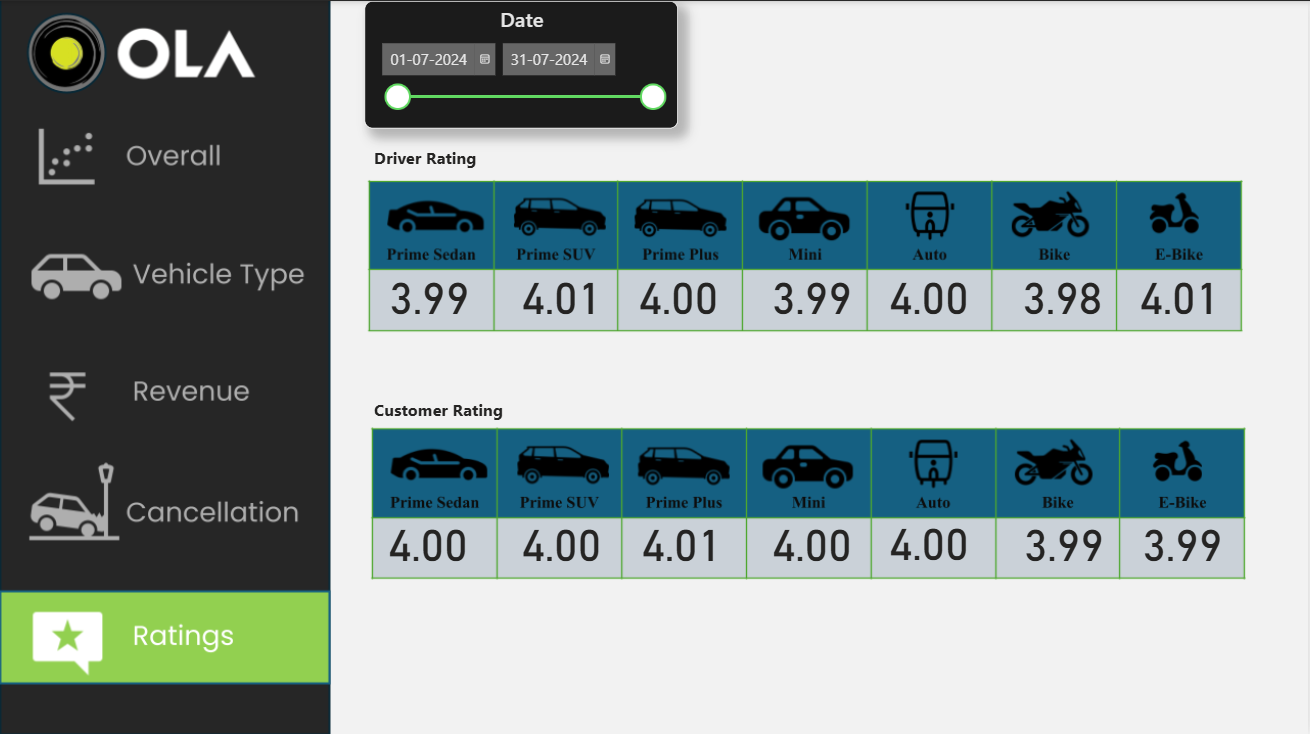 OLA
Overall
Vehicle Type
Revenue
Cancellation
Ratings
Date
01-07-2024 31-07-2024
Driver Rating
Prime Sedan Prime SUV Prime Plus Mini Auto Bike E-Bike
3.99 4.01 4.00 3.99 4.00 3.98 4.01
Customer Rating
Prime Sedan Prime SUV Prime Plus Mini Auto Bike E-Bike
4.00 4.00 4.01 4.00 4.00 3.99 3.99